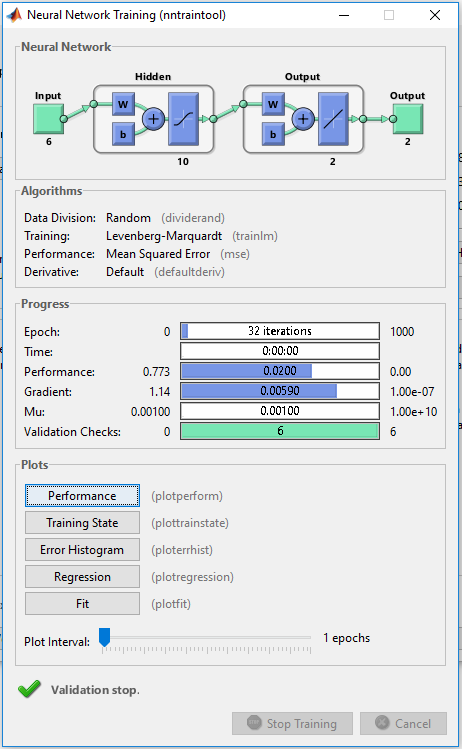 Neural Network Training (nntraintool)
Neural Network
Hidden Output
Input Output
W W
b b
+ +
6 10 2 2
Algorithms
Data Division: Random (dividerand)
Training: Levenberg-Marquardt (trainlm)
Performance: Mean Squared Error (mse)
Derivative: Default (defaultderiv)
Progress
Epoch: 0 32 iterations 1000
Time: 0:00:00
Performance: 0.773 0.0200 0.00
Gradient: 1.14 0.00590 1.00e-07
Mu: 0.00100 0.00100 1.00e+10
Validation Checks: 0 6 6
Plots
Performance (plotperform)
Training State (plottrainstate)
Error Histogram (ploterrhist)
Regression (plotregression)
Fit (plotfit)
Plot Interval: 1 epochs
Validation stop.
Stop Training Cancel